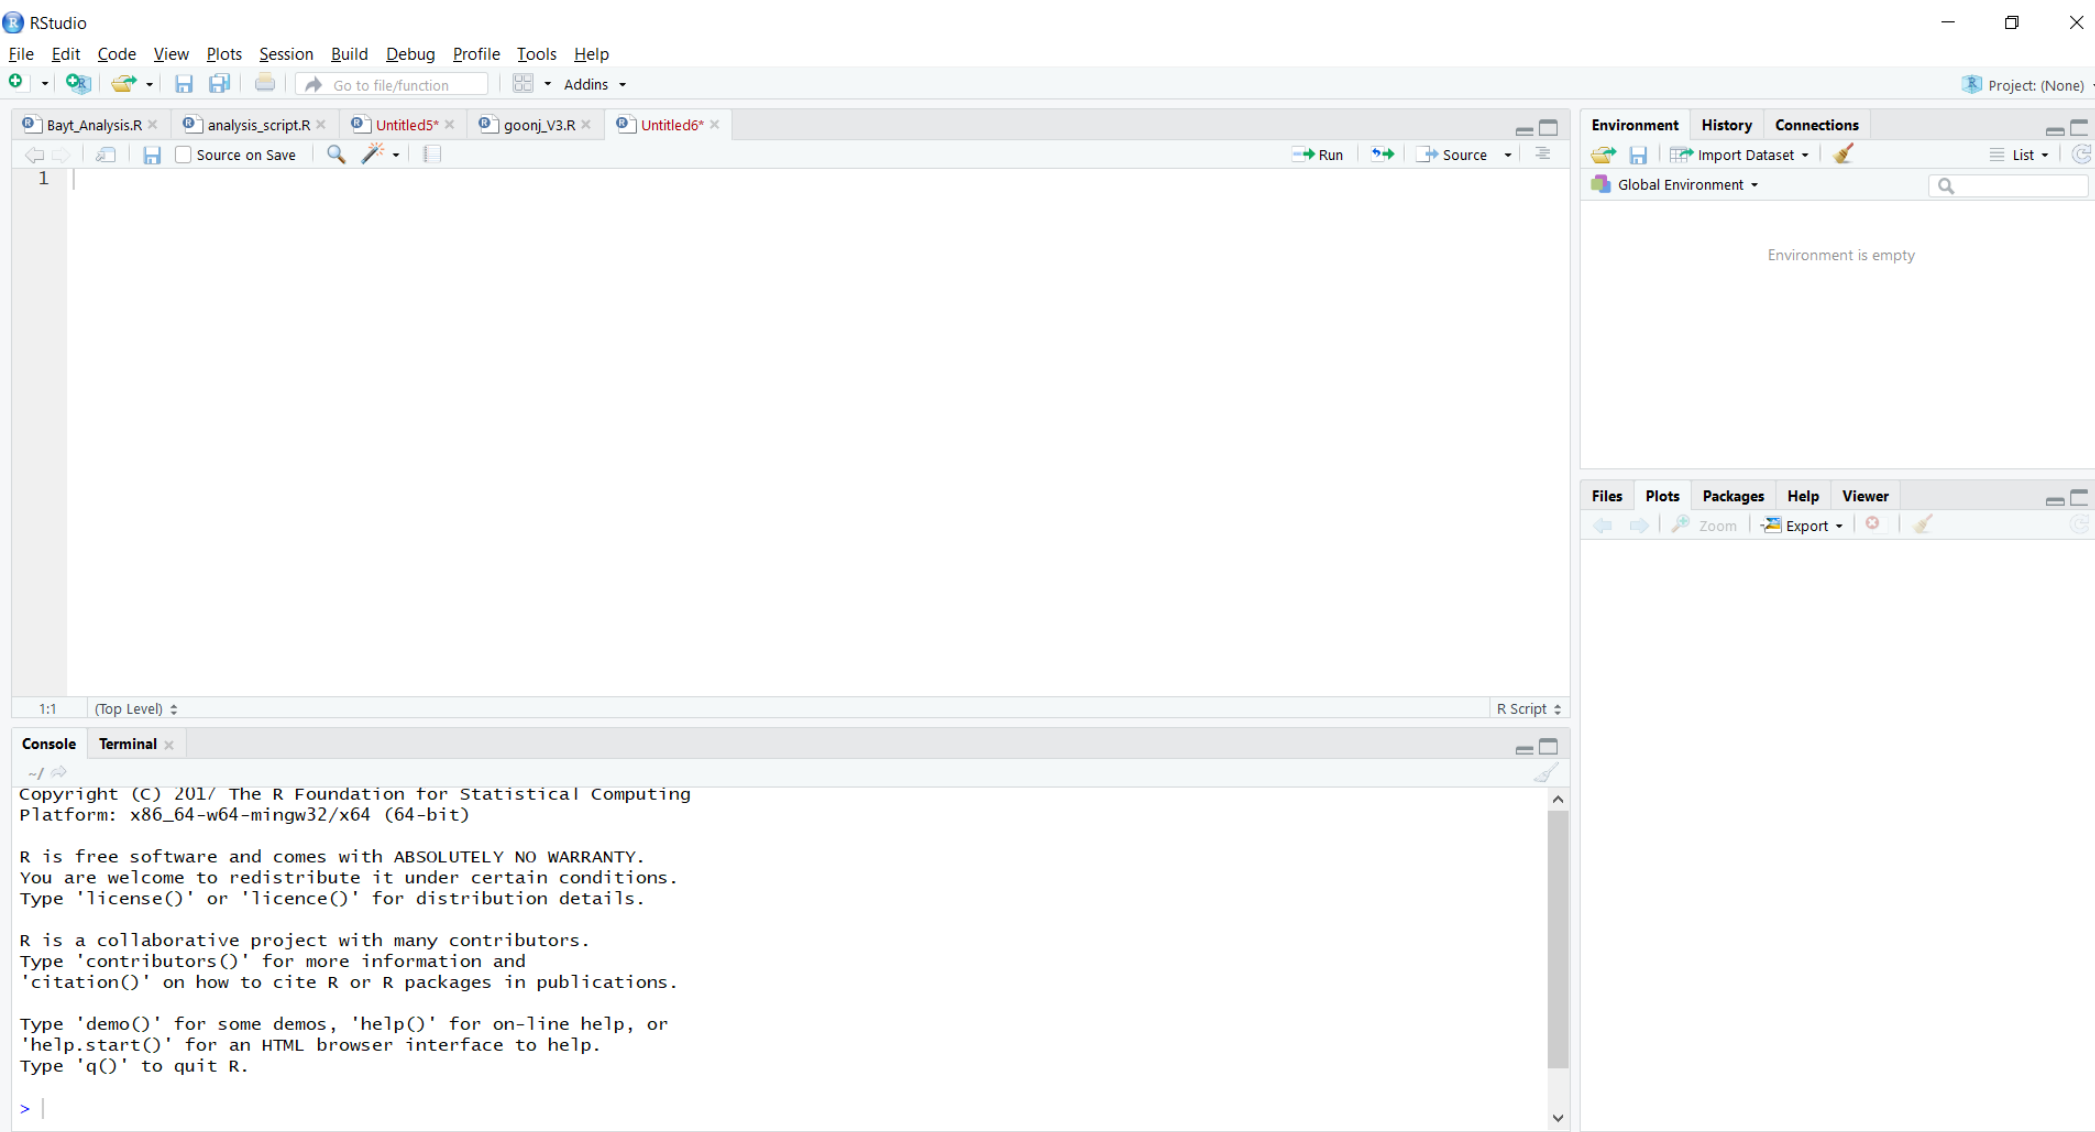 RStudio
File Edit Code View Plots Session Build Debug Profile Tools Help
Go to file/function Addins Project: (None)
Bayt_Analysis.R analysis_script.R Untitled5* goonj_V3.R Untitled6*
Source on Save Run Source
1
1:1 (Top Level) R Script
Console Terminal
~/
Copyright (C) 2017 The R Foundation for Statistical Computing
Platform: x86_64-w64-mingw32/x64 (64-bit)
R is free software and comes with ABSOLUTELY NO WARRANTY.
You are welcome to redistribute it under certain conditions.
Type 'license()' or 'licence()' for distribution details.
R is a collaborative project with many contributors.
Type 'contributors()' for more information and
'citation()' on how to cite R or R packages in publications.
Type 'demo()' for some demos, 'help()' for on-line help, or
'help.start()' for an HTML browser interface to help.
Type 'q()' to quit R.
>
Environment History Connections
Import Dataset List
Global Environment
Environment is empty
Files Plots Packages Help Viewer
Zoom Export